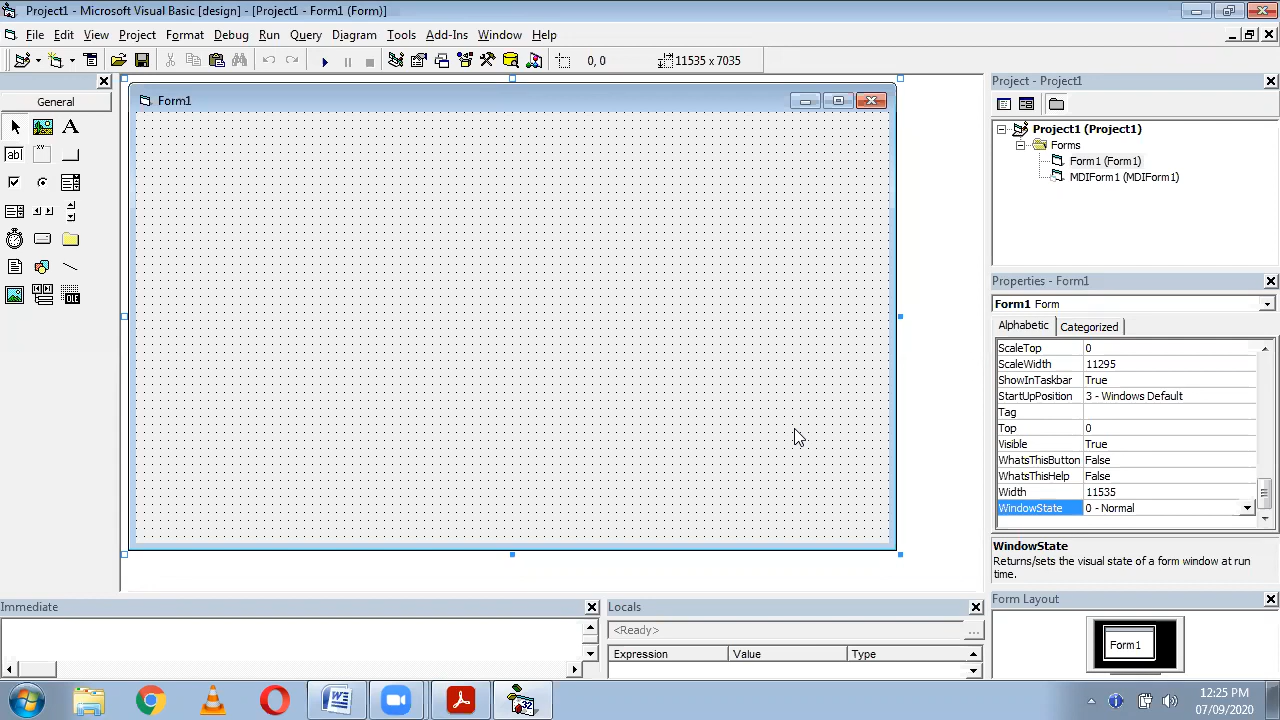 Project1 - Microsoft Visual Basic [design] - [Project1 - Form1 (Form)]
File Edit View Project Format Debug Run Query Diagram Tools Add-Ins Window Help
0, 0 11535 x 7035
General
A
ab|
xv
OLE
Form1
Project - Project1
Project1 (Project1)
Forms
Form1 (Form1)
MDIForm1 (MDIForm1)
Properties - Form1
Form1 Form
Alphabetic Categorized
ScaleTop 0
ScaleWidth 11295
ShowInTaskbar True
StartUpPosition 3 - Windows Default
Tag
Top 0
Visible True
WhatsThisButton False
WhatsThisHelp False
Width 11535
WindowState 0 - Normal
WindowState
Returns/sets the visual state of a form window at run
time.
Form Layout
Form1
Immediate
Locals
<Ready> ...
Expression Value Type
W
32
12:25 PM
07/09/2020